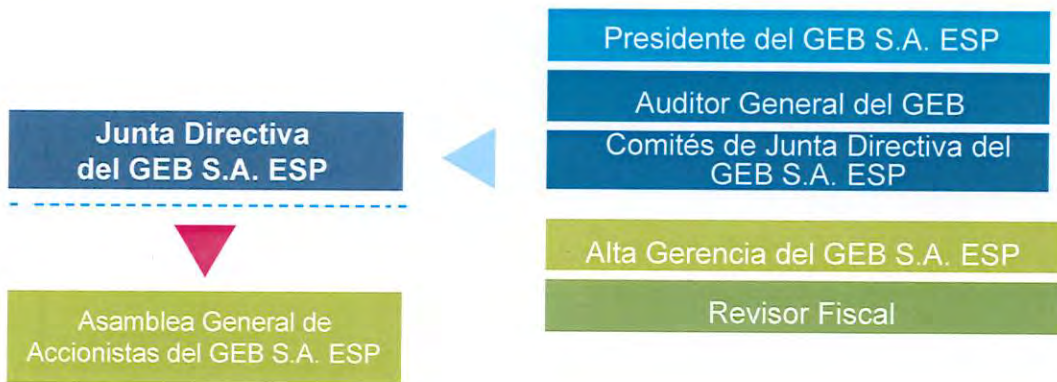 Junta Directiva
del GEB S.A. ESP
Asamblea General de
Accionistas del GEB S.A. ESP
Presidente del GEB S.A. ESP
Auditor General del GEB
Comités de Junta Directiva del
GEB S.A. ESP
Alta Gerencia del GEB S.A. ESP
Revisor Fiscal